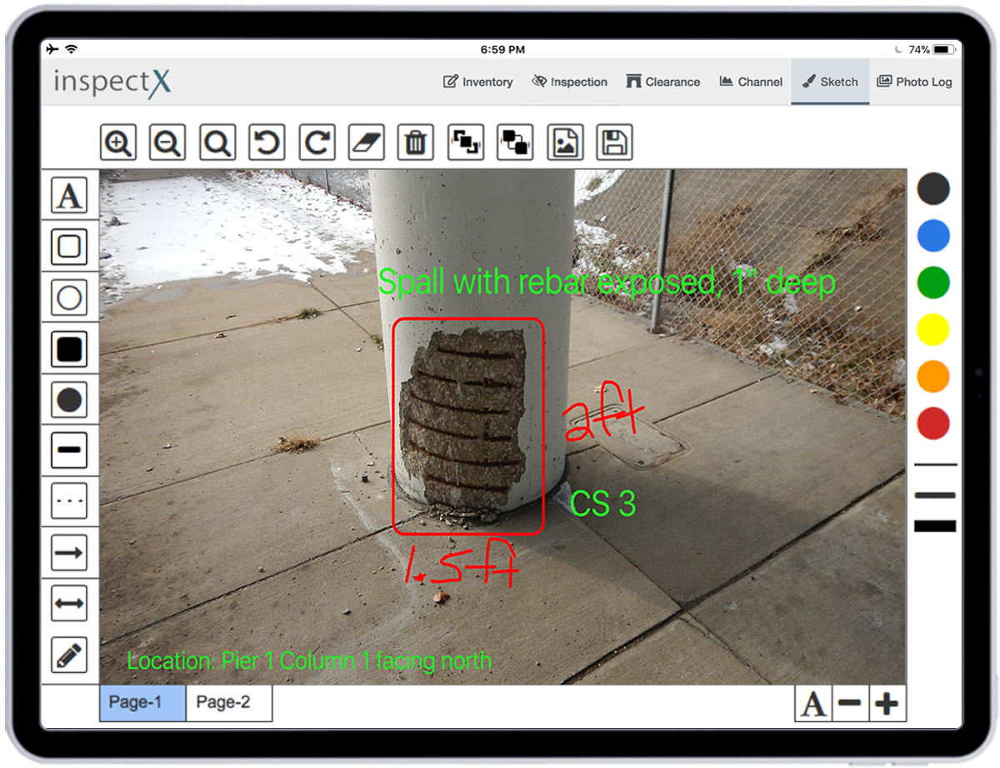 6:59 PM
74%
inspectX
Inventory
Inspection
Clearance
Channel
Sketch
Photo Log
A
Spall with rebar exposed, 1" deep
2ft
CS 3
1.5ft
Location: Pier 1 Column 1 facing north
Page-1
Page-2
A